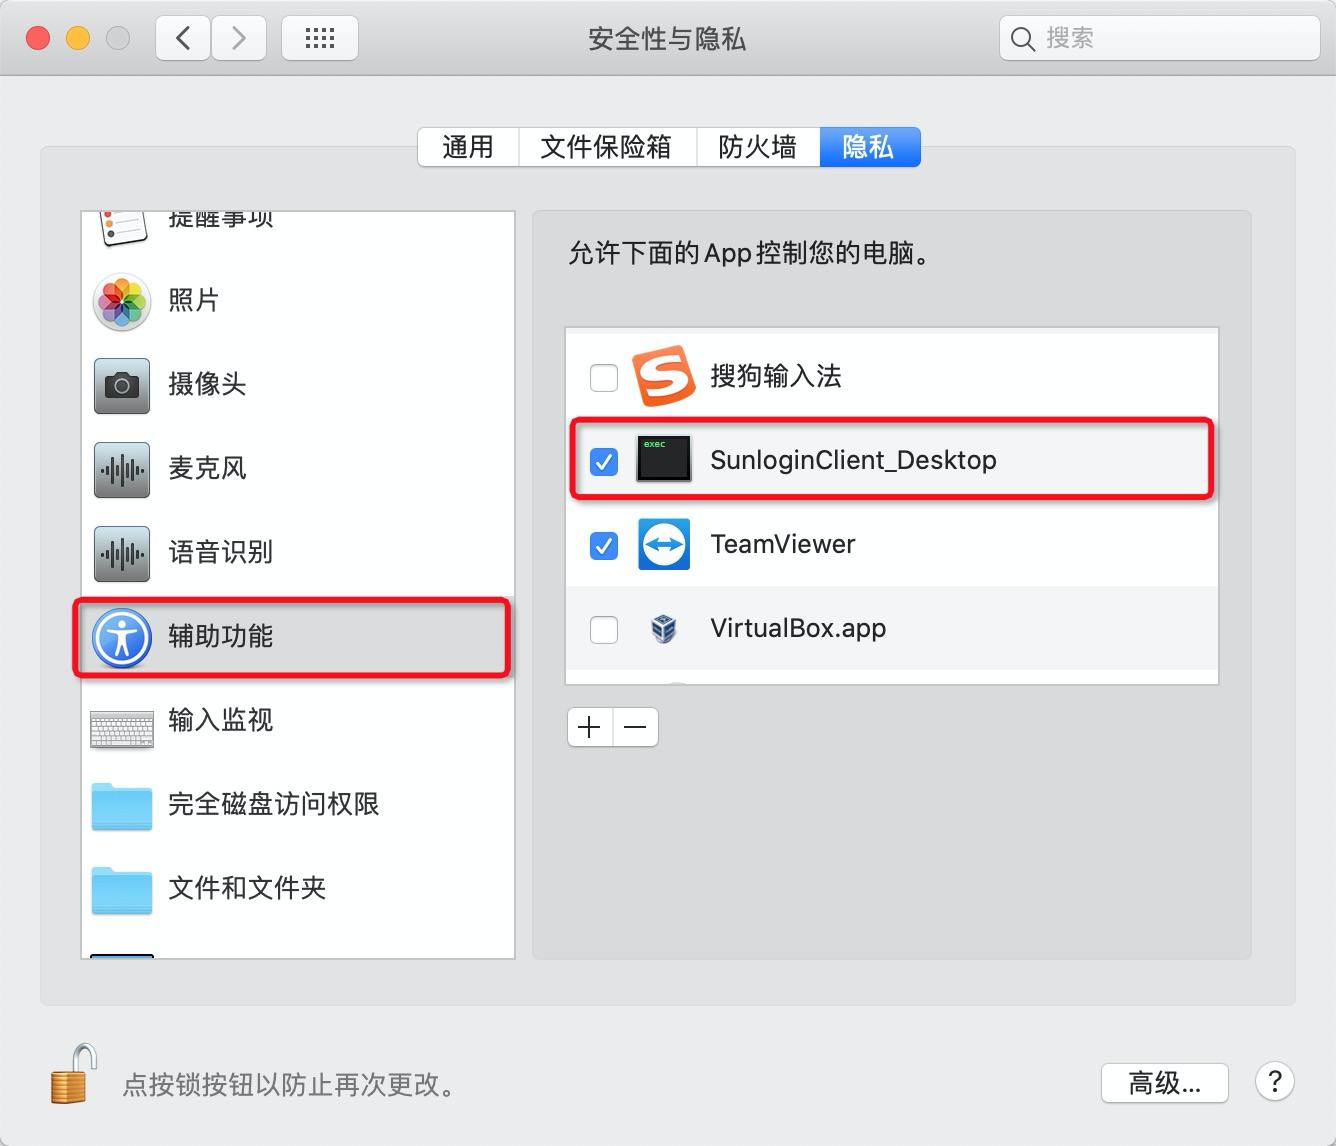 安全性与隐私
搜索
通用 文件保险箱 防火墙 隐私
提醒事项
照片
摄像头
麦克风
语音识别
辅助功能
输入监视
完全磁盘访问权限
文件和文件夹
允许下面的App控制您的电脑。
搜狗输入法
exec
SunloginClient_Desktop
TeamViewer
VirtualBox.app
点按锁按钮以防止再次更改。
高级...
?